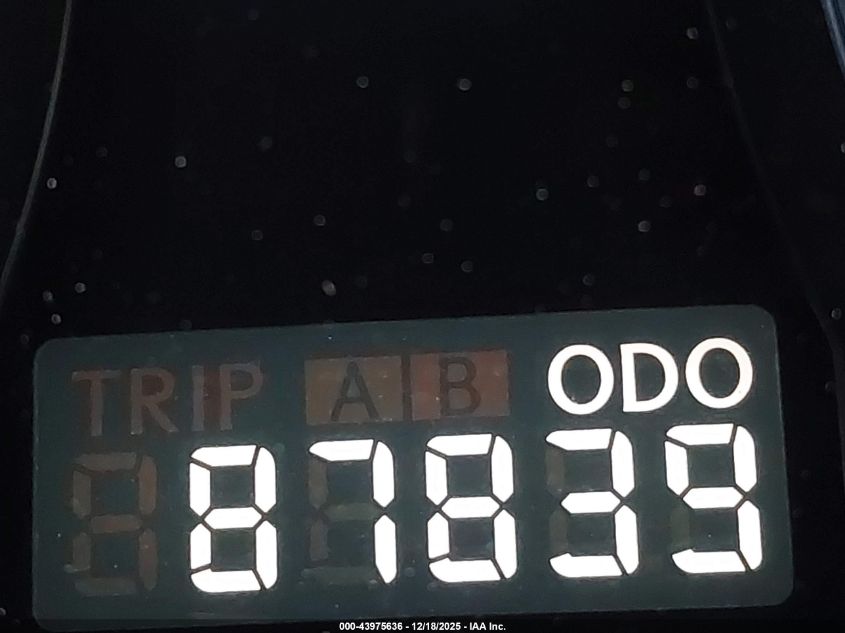 TRIP A B ODO
87839
000-43975636 - 12/18/2025 - IAA Inc.